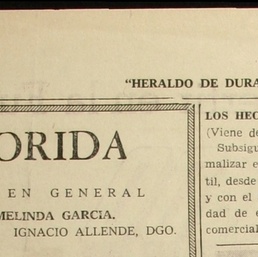 "HERALDO DE DURA
ORIDA
EN GENERAL
MELINDA GARCIA.
IGNACIO ALLENDE, DGO.
LOS HEC
(Viene de
Subsigu
malizar e
til, desde
y con el
dad de e
comercial